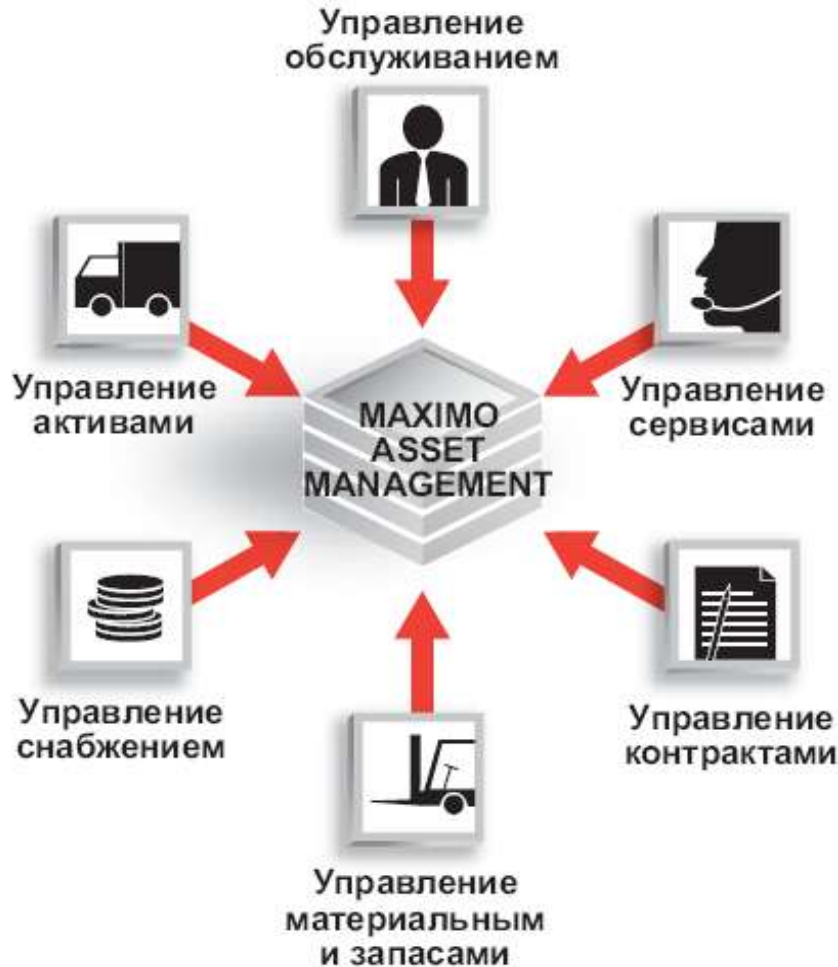 Управление
обслуживанием
Управление
активами
Управление
сервисами
MAXIMO
ASSET
MANAGEMENT
Управление
снабжением
Управление
контрактами
Управление
материальным
и запасами